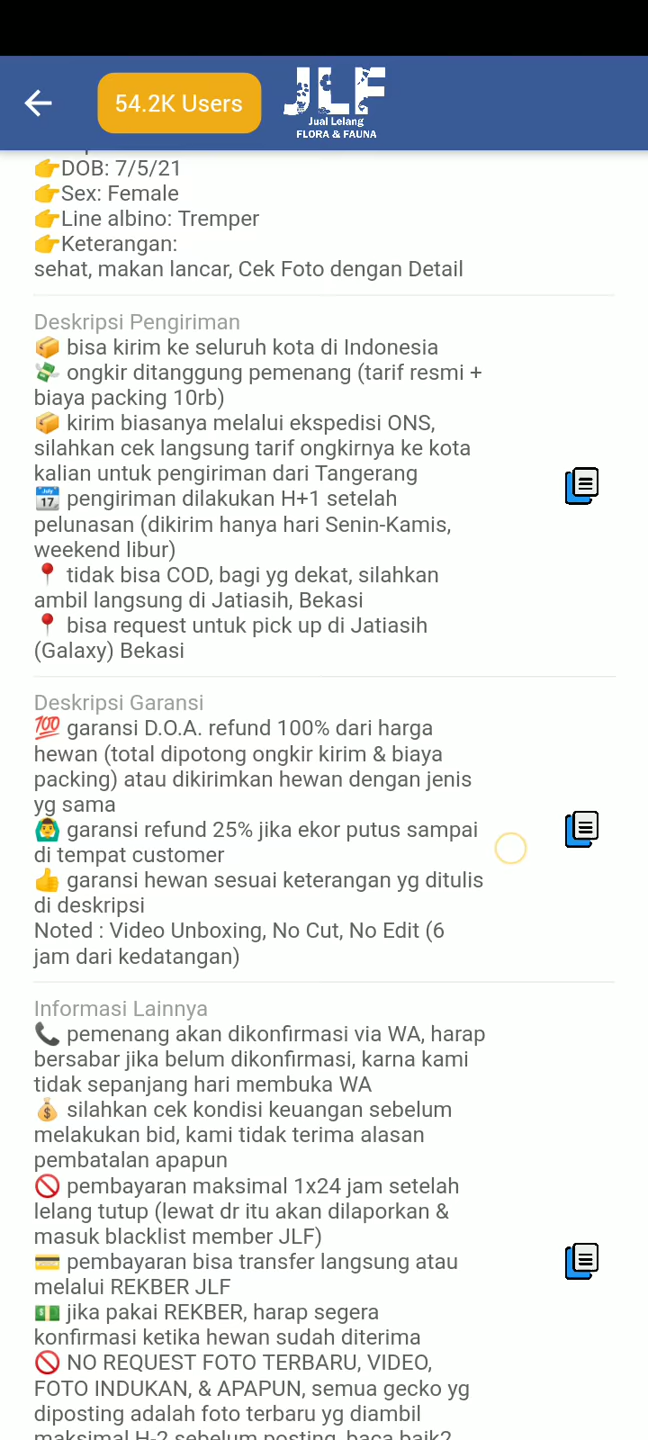 54.2K Users
JLF
Jual Lelang
FLORA & FAUNA
👉DOB: 7/5/21
👉Sex: Female
👉Line albino: Tremper
👉Keterangan:
sehat, makan lancar, Cek Foto dengan Detail
Deskripsi Pengiriman
📦 bisa kirim ke seluruh kota di Indonesia
💸 ongkir ditanggung pemenang (tarif resmi +
biaya packing 10rb)
📦 kirim biasanya melalui ekspedisi ONS,
silahkan cek langsung tarif ongkirnya ke kota
kalian untuk pengiriman dari Tangerang
📅 pengiriman dilakukan H+1 setelah
pelunasan (dikirim hanya hari Senin-Kamis,
weekend libur)
📍 tidak bisa COD, bagi yg dekat, silahkan
ambil langsung di Jatiasih, Bekasi
📍 bisa request untuk pick up di Jatiasih
(Galaxy) Bekasi
Deskripsi Garansi
💯 garansi D.O.A. refund 100% dari harga
hewan (total dipotong ongkir kirim & biaya
packing) atau dikirimkan hewan dengan jenis
yg sama
🙆‍♂️ garansi refund 25% jika ekor putus sampai
di tempat customer
👍 garansi hewan sesuai keterangan yg ditulis
di deskripsi
Noted : Video Unboxing, No Cut, No Edit (6
jam dari kedatangan)
Informasi Lainnya
📞 pemenang akan dikonfirmasi via WA, harap
bersabar jika belum dikonfirmasi, karna kami
tidak sepanjang hari membuka WA
💰 silahkan cek kondisi keuangan sebelum
melakukan bid, kami tidak terima alasan
pembatalan apapun
🚫 pembayaran maksimal 1x24 jam setelah
lelang tutup (lewat dr itu akan dilaporkan &
masuk blacklist member JLF)
💳 pembayaran bisa transfer langsung atau
melalui REKBER JLF
💵 jika pakai REKBER, harap segera
konfirmasi ketika hewan sudah diterima
🚫 NO REQUEST FOTO TERBARU, VIDEO,
FOTO INDUKAN, & APAPUN, semua gecko yg
diposting adalah foto terbaru yg diambil
maksimal H-2 sebelum posting, baca baik2